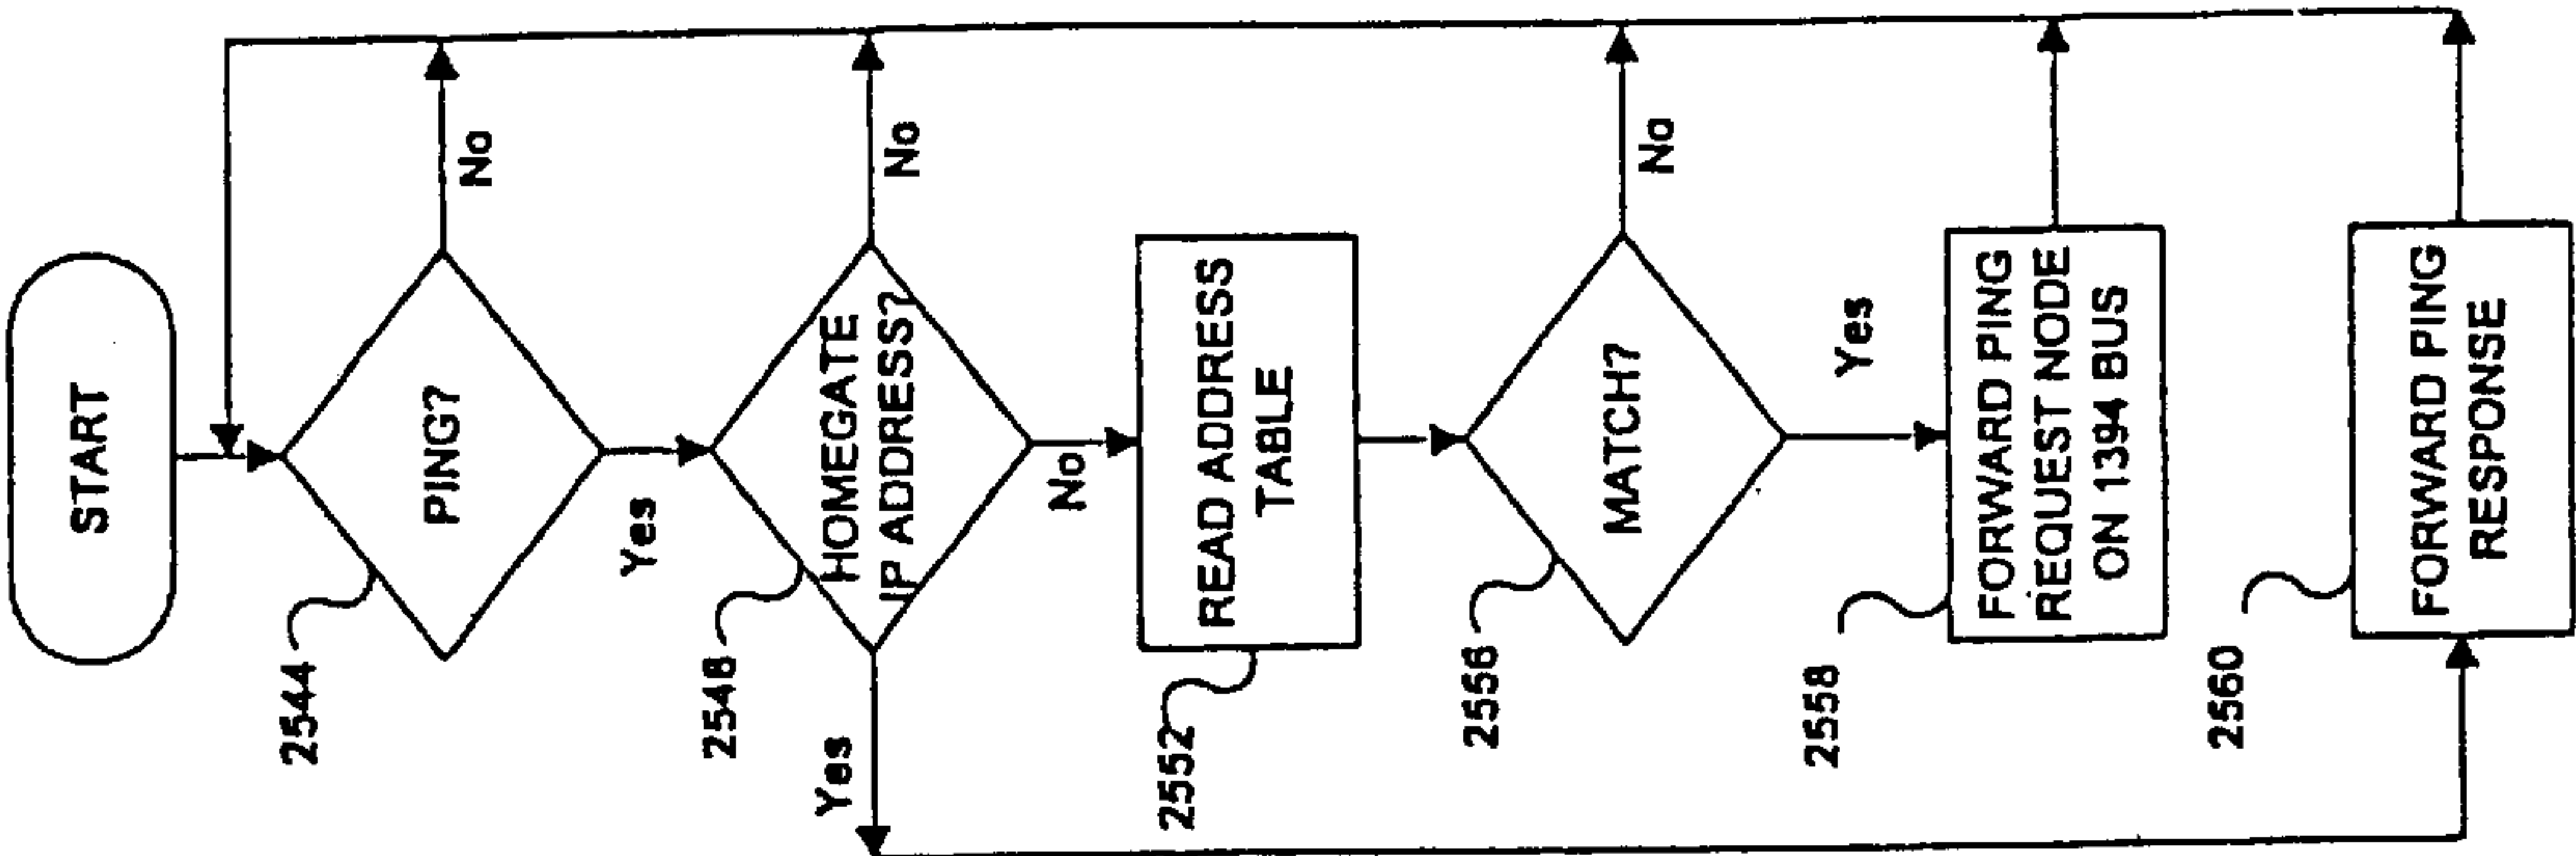 START
2544
PING?
No
Yes
2548
HOMEGATE
IP ADDRESS?
No
Yes
No
2552
READ ADDRESS
TABLE
2556
MATCH?
No
Yes
2558
FORWARD PING
REQUEST NODE
ON 1394 BUS
2560
FORWARD PING
RESPONSE